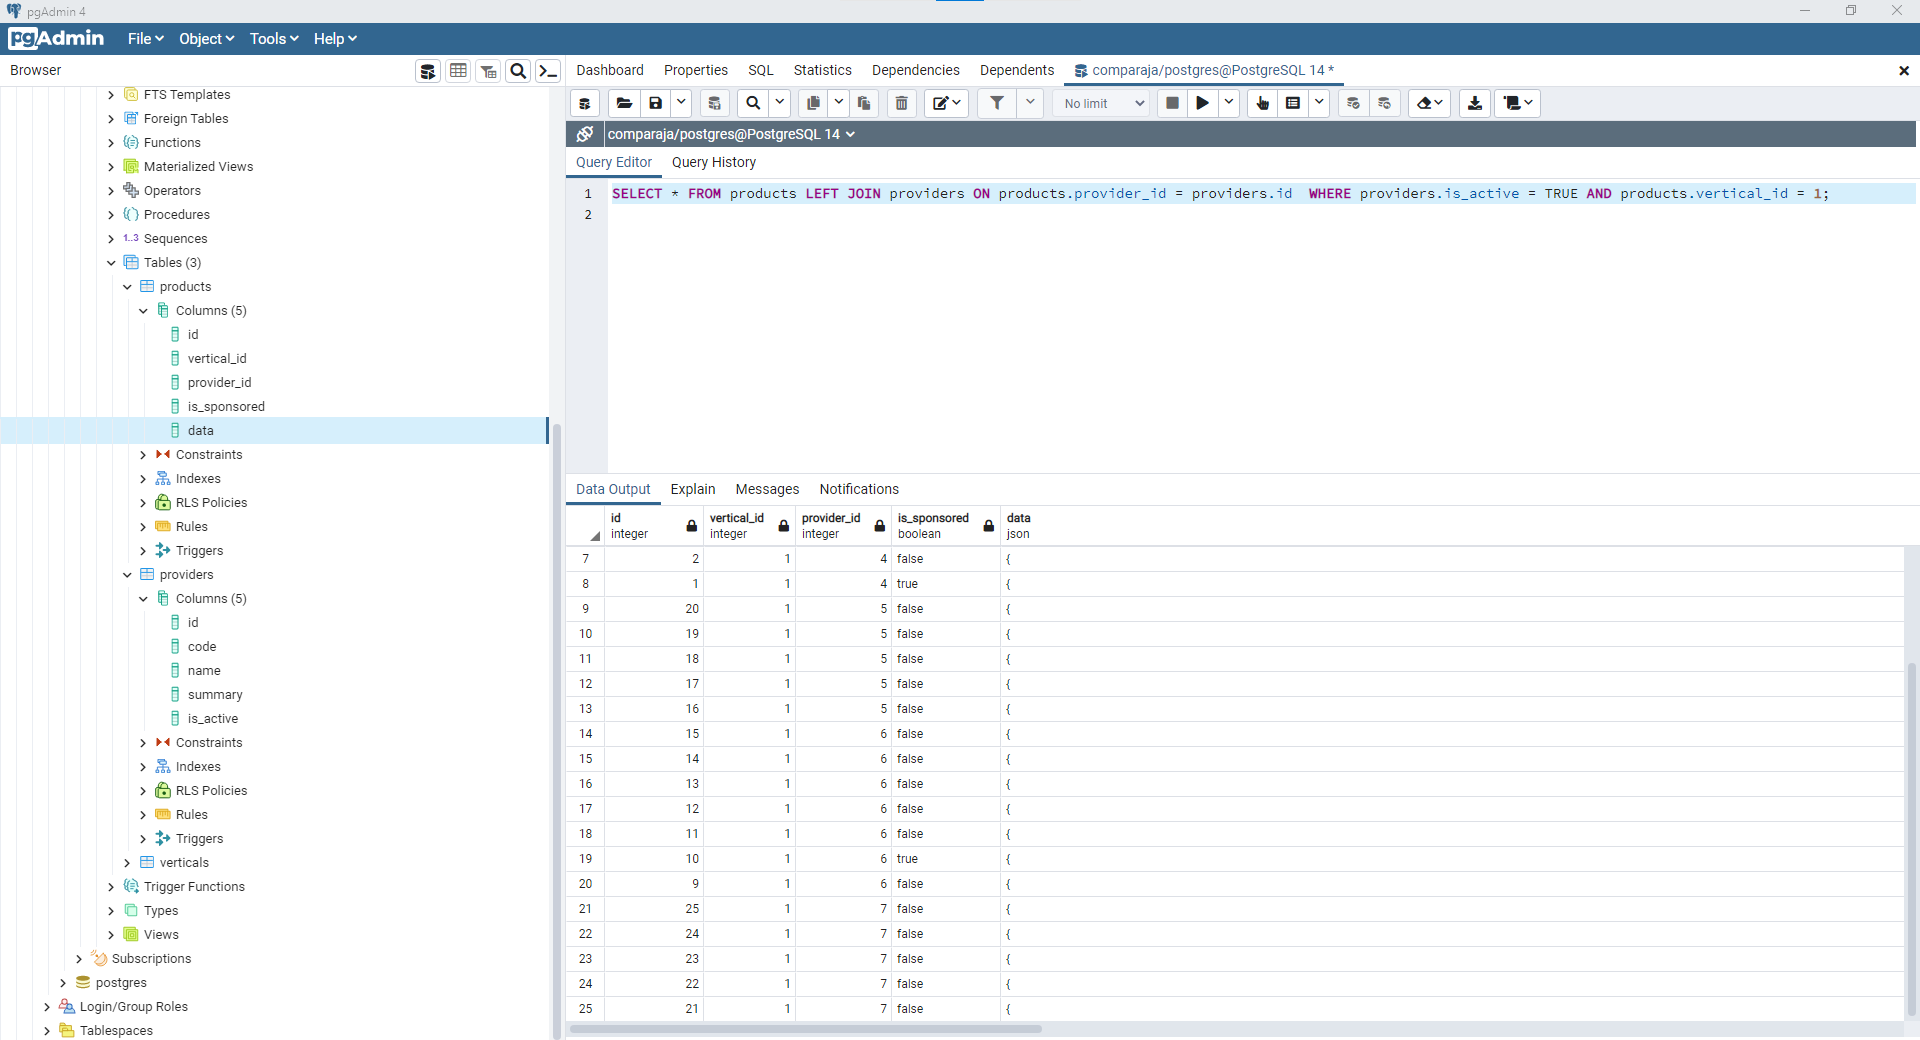 pgAdmin 4
pgAdmin File Object Tools Help
Browser
FTS Templates
Foreign Tables
Functions
Materialized Views
Operators
Procedures
1..3 Sequences
Tables (3)
products
Columns (5)
id
vertical_id
provider_id
is_sponsored
data
Constraints
Indexes
RLS Policies
Rules
Triggers
providers
Columns (5)
id
code
name
summary
is_active
Constraints
Indexes
RLS Policies
Rules
Triggers
verticals
Trigger Functions
Types
Views
Subscriptions
postgres
Login/Group Roles
Tablespaces
Dashboard Properties SQL Statistics Dependencies Dependents comparaja/postgres@PostgreSQL 14 *
No limit
comparaja/postgres@PostgreSQL 14
Query Editor Query History
1 SELECT * FROM products LEFT JOIN providers ON products.provider_id = providers.id  WHERE providers.is_active = TRUE AND products.vertical_id = 1;
2
Data Output Explain Messages Notifications
id vertical_id provider_id is_sponsored data
integer integer integer boolean json
7 2 1 4 false {
8 1 1 4 true {
9 20 1 5 false {
10 19 1 5 false {
11 18 1 5 false {
12 17 1 5 false {
13 16 1 5 false {
14 15 1 6 false {
15 14 1 6 false {
16 13 1 6 false {
17 12 1 6 false {
18 11 1 6 false {
19 10 1 6 true {
20 9 1 6 false {
21 25 1 7 false {
22 24 1 7 false {
23 23 1 7 false {
24 22 1 7 false {
25 21 1 7 false {